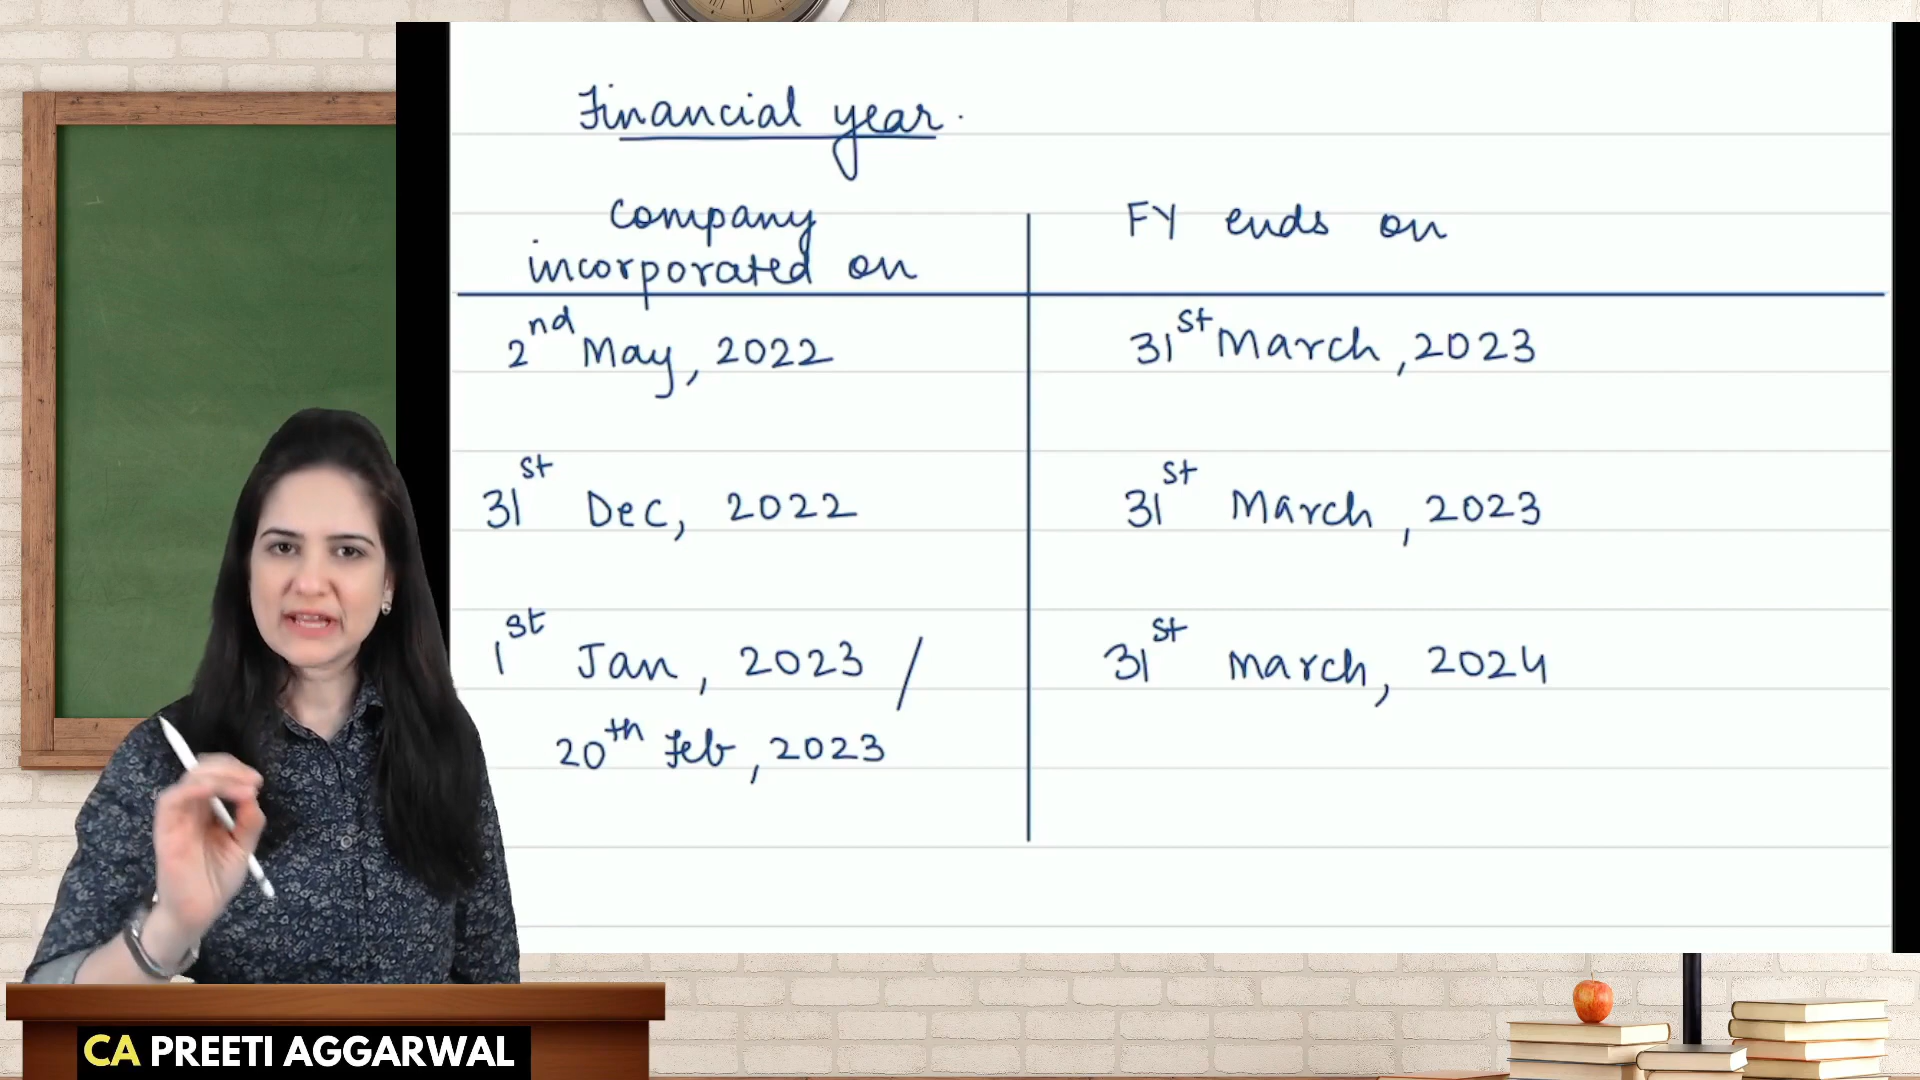 Financial year.
Company incorporated on | FY ends on
2nd May, 2022 | 31st March, 2023
31st Dec, 2022 | 31st March, 2023
1st Jan, 2023 / | 31st March, 2024
20th Feb, 2023
CA PREETI AGGARWAL